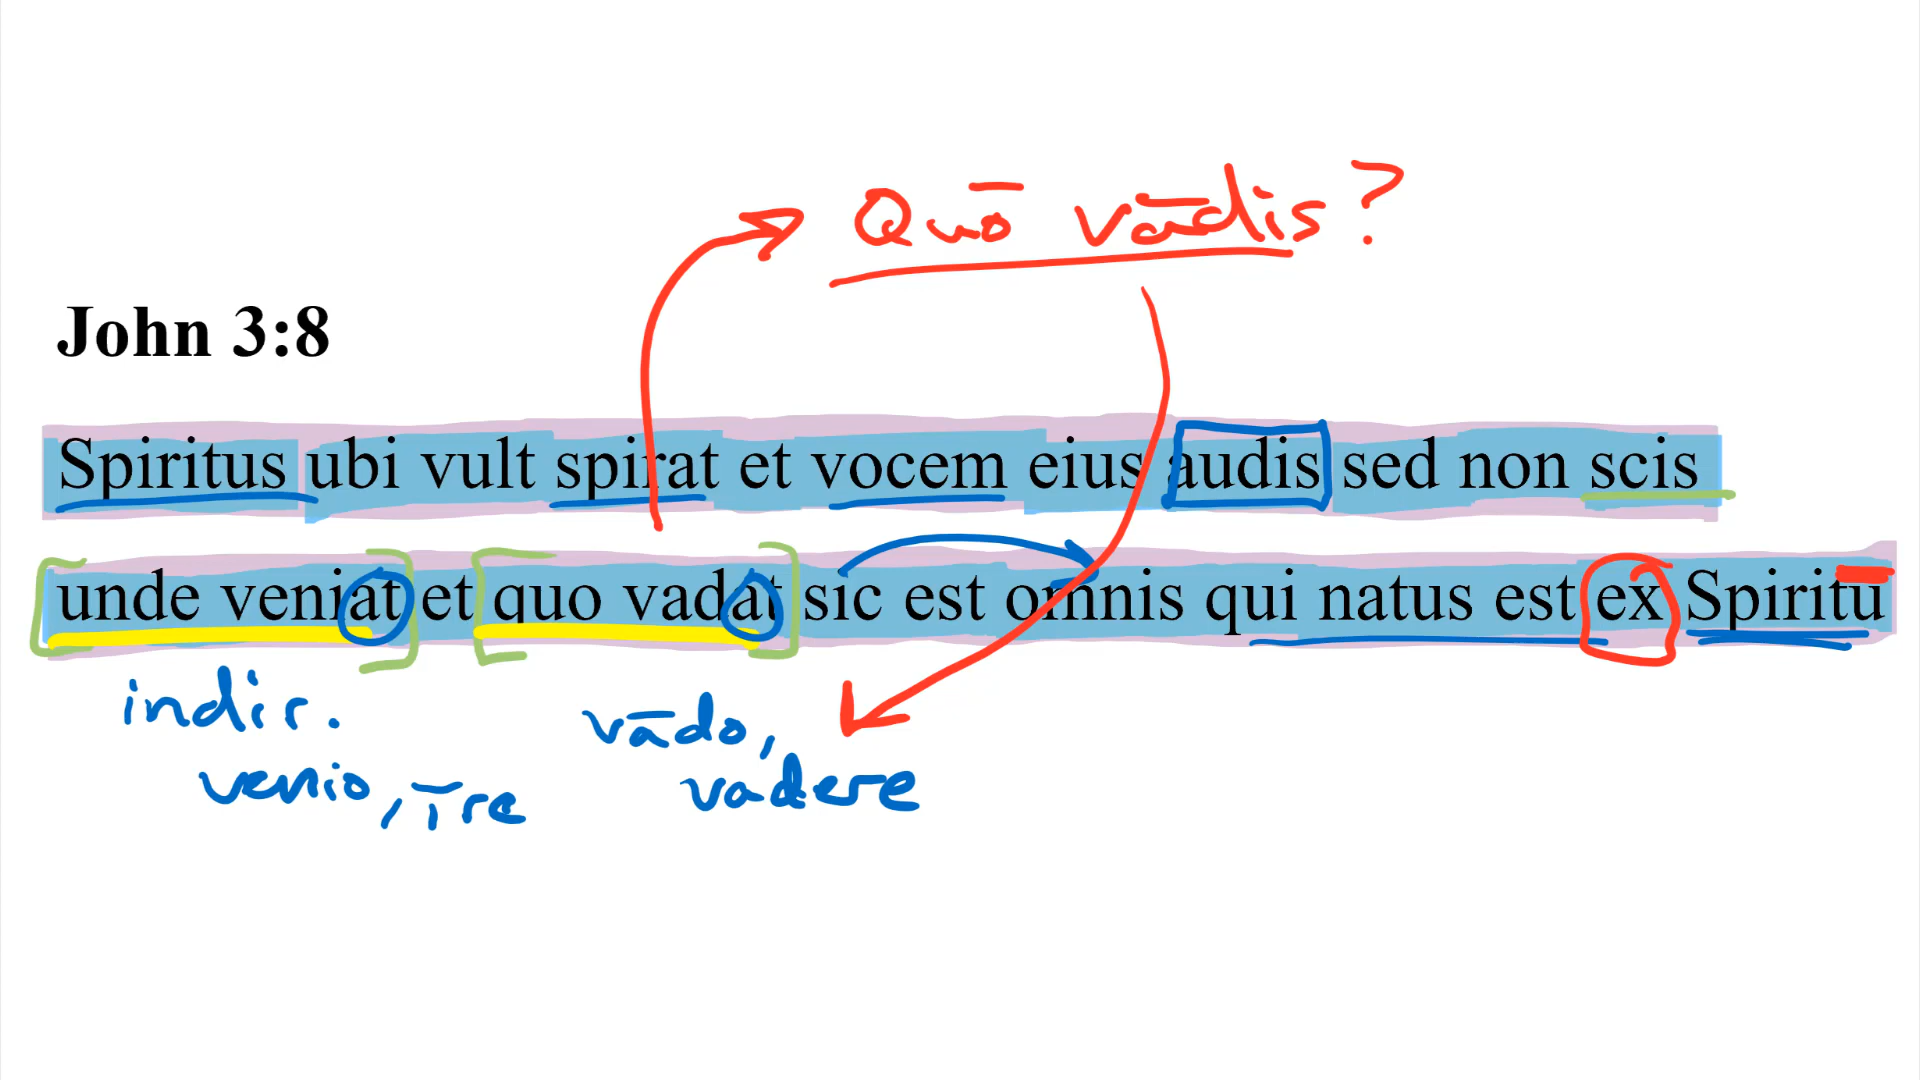 Quō vādis?
John 3:8
Spiritus ubi vult spirat et vocem eius audis sed non scis
unde veniat et quo vadat sic est omnis qui natus est ex Spiritu
indir.
venio, īre
vādo,
vadere